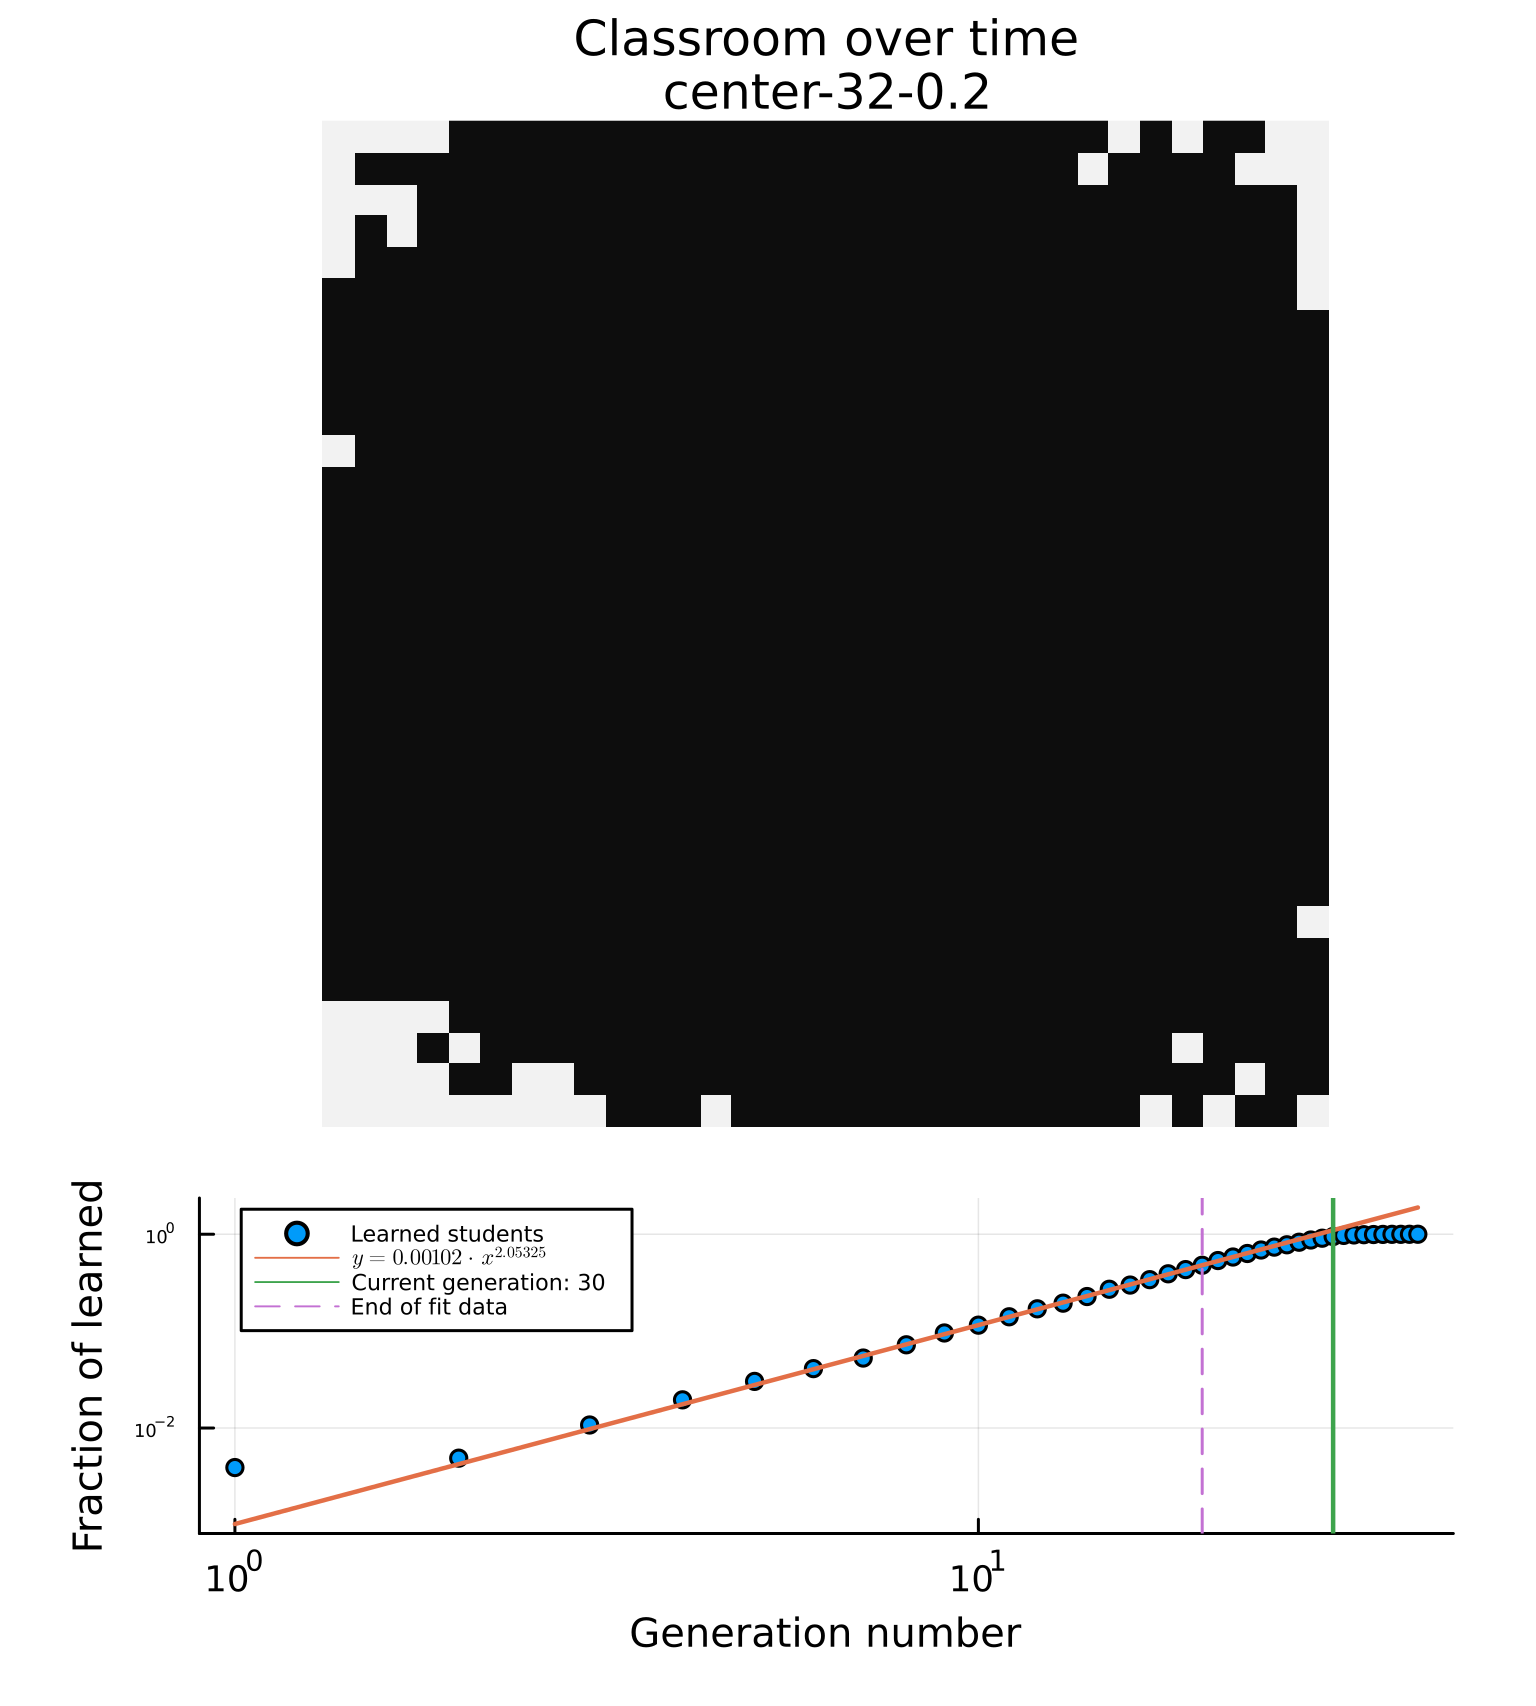 Classroom over time
center-32-0.2
Learned students
y = 0.00102 · x^2.05325
Current generation: 30
End of fit data
Fraction of learned
10^0
10^-2
10^0
10^1
Generation number